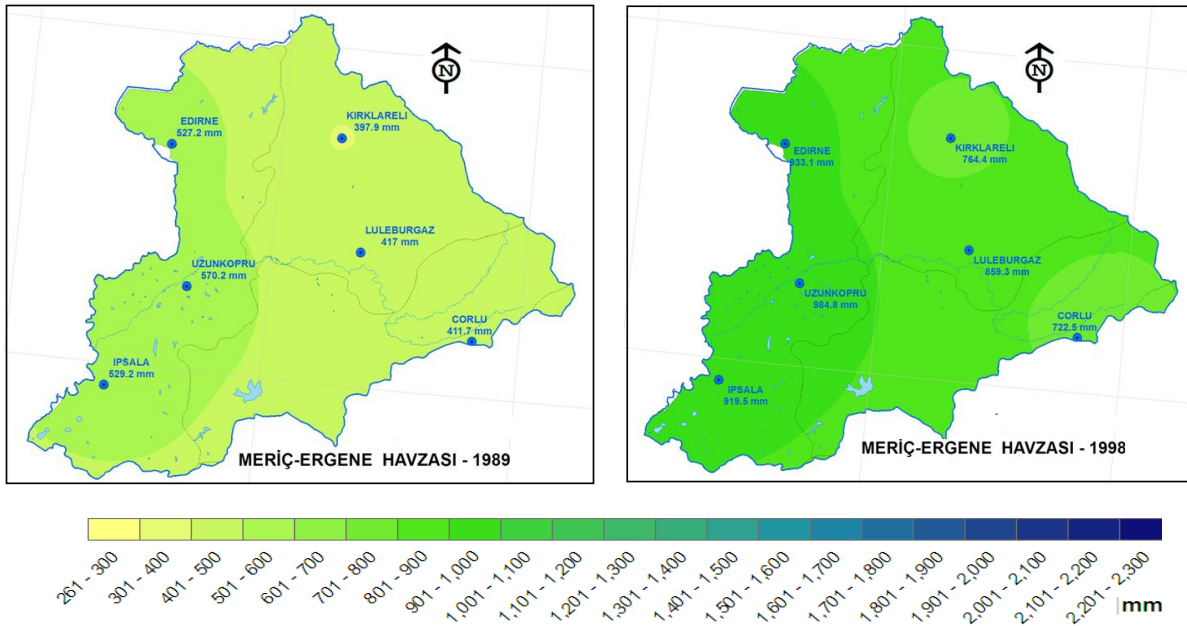 N
EDIRNE
527.2 mm
KIRKLARELI
397.9 mm
LULEBURGAZ
417 mm
UZUNKOPRU
570.2 mm
CORLU
411.7 mm
IPSALA
529.2 mm
MERİÇ-ERGENE HAVZASI - 1989
N
EDIRNE
933.1 mm
KIRKLARELI
764.4 mm
LULEBURGAZ
859.3 mm
UZUNKOPRU
984.8 mm
CORLU
722.5 mm
IPSALA
919.5 mm
MERİÇ-ERGENE HAVZASI - 1998
261 - 300
301 - 400
401 - 500
501 - 600
601 - 700
701 - 800
801 - 900
901 - 1,000
1,001 - 1,100
1,101 - 1,200
1,201 - 1,300
1,301 - 1,400
1,401 - 1,500
1,501 - 1,600
1,601 - 1,700
1,701 - 1,800
1,801 - 1,900
1,901 - 2,000
2,001 - 2,100
2,101 - 2,200
2,201 - 2,300
mm